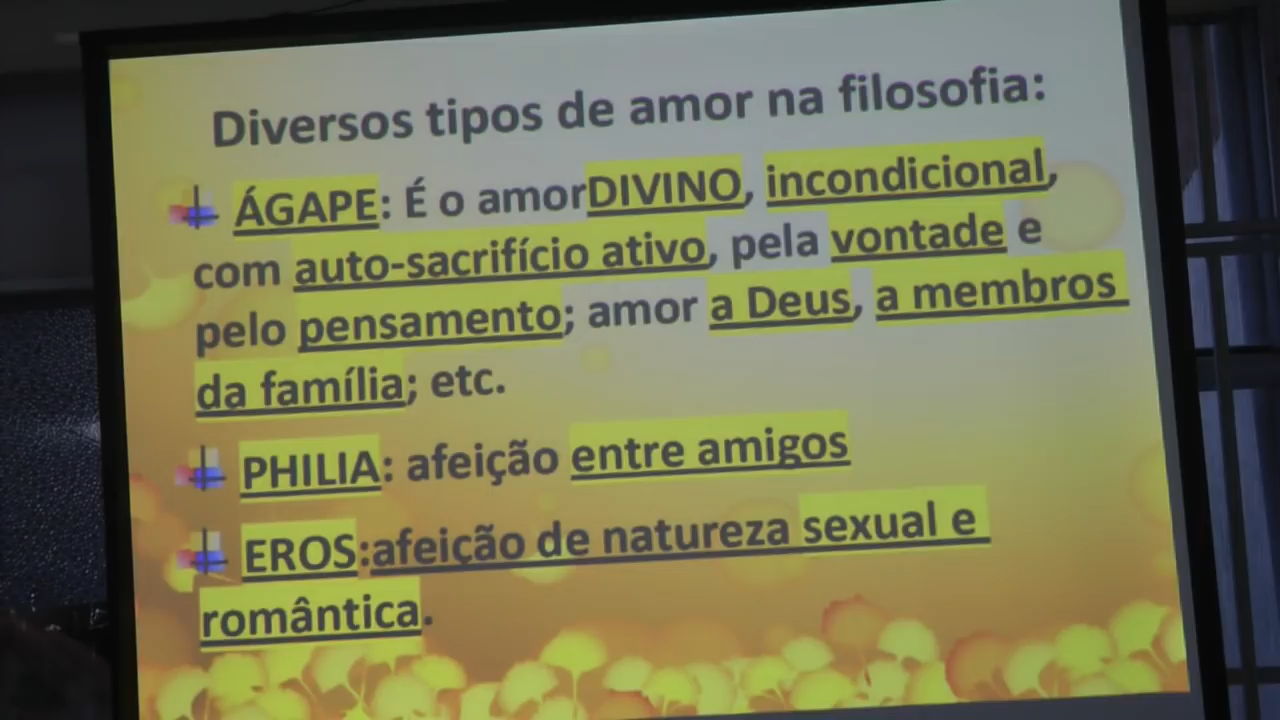 Diversos tipos de amor na filosofia:
ÁGAPE: É o amorDIVINO, incondicional,
com auto-sacrifício ativo, pela vontade e
pelo pensamento; amor a Deus, a membros
da família; etc.
PHILIA: afeição entre amigos
EROS:afeição de natureza sexual e
romântica.